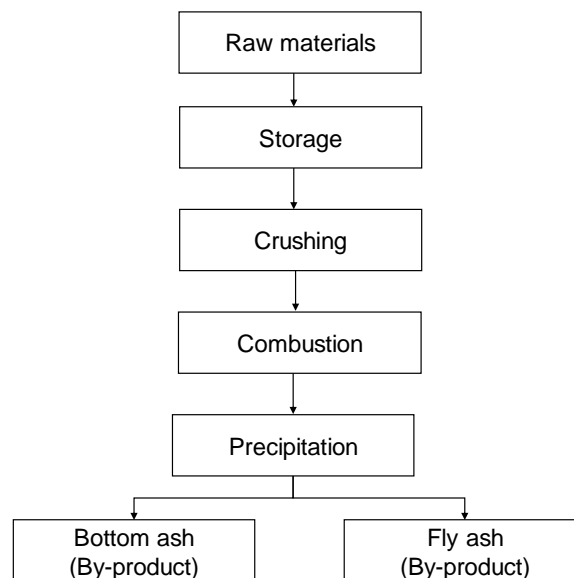 Raw materials
Storage
Crushing
Combustion
Precipitation
Bottom ash
(By-product)
Fly ash
(By-product)